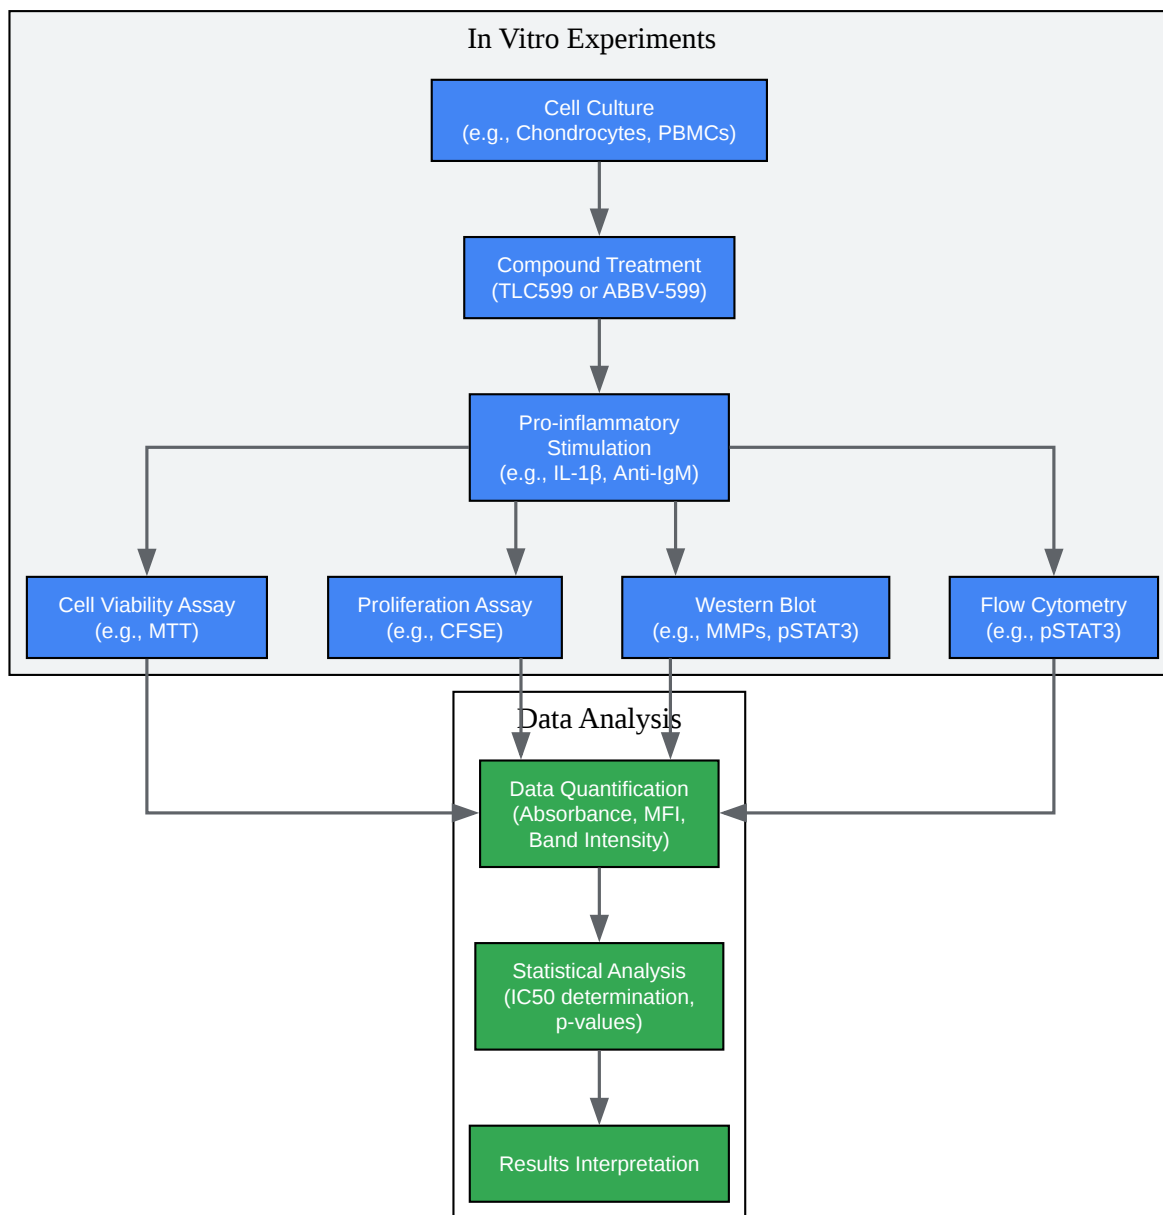 In Vitro Experiments
Cell Culture
(e.g., Chondrocytes, PBMCs)
Compound Treatment
(TLC599 or ABBV-599)
Pro-inflammatory
Stimulation
(e.g., IL-1β, Anti-IgM)
Cell Viability Assay
(e.g., MTT)
Proliferation Assay
(e.g., CFSE)
Western Blot
(e.g., MMPs, pSTAT3)
Flow Cytometry
(e.g., pSTAT3)
Data Analysis
Data Quantification
(Absorbance, MFI,
Band Intensity)
Statistical Analysis
(IC50 determination,
p-values)
Results Interpretation